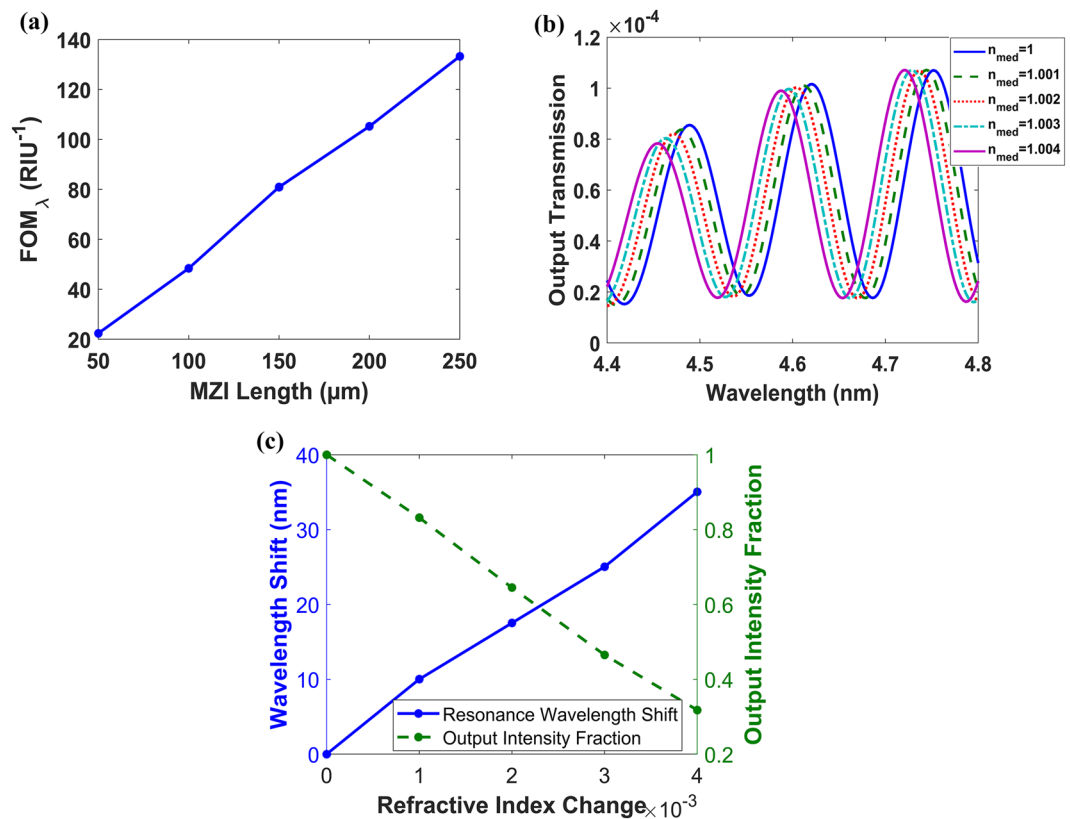 (a)
140
120
100
80
60
40
20
FOMλ (RIU-1)
50 100 150 200 250
MZI Length (μm)
(b)
×10-4
1.2
1
0.8
0.6
0.4
0.2
0
Output Transmission
4.4 4.5 4.6 4.7 4.8
Wavelength (nm)
nmed=1
nmed=1.001
nmed=1.002
nmed=1.003
nmed=1.004
(c)
40
30
20
10
0
Wavelength Shift (nm)
1
0.8
0.6
0.4
0.2
Output Intensity Fraction
Resonance Wavelength Shift
Output Intensity Fraction
0 1 2 3 4
Refractive Index Change×10-3